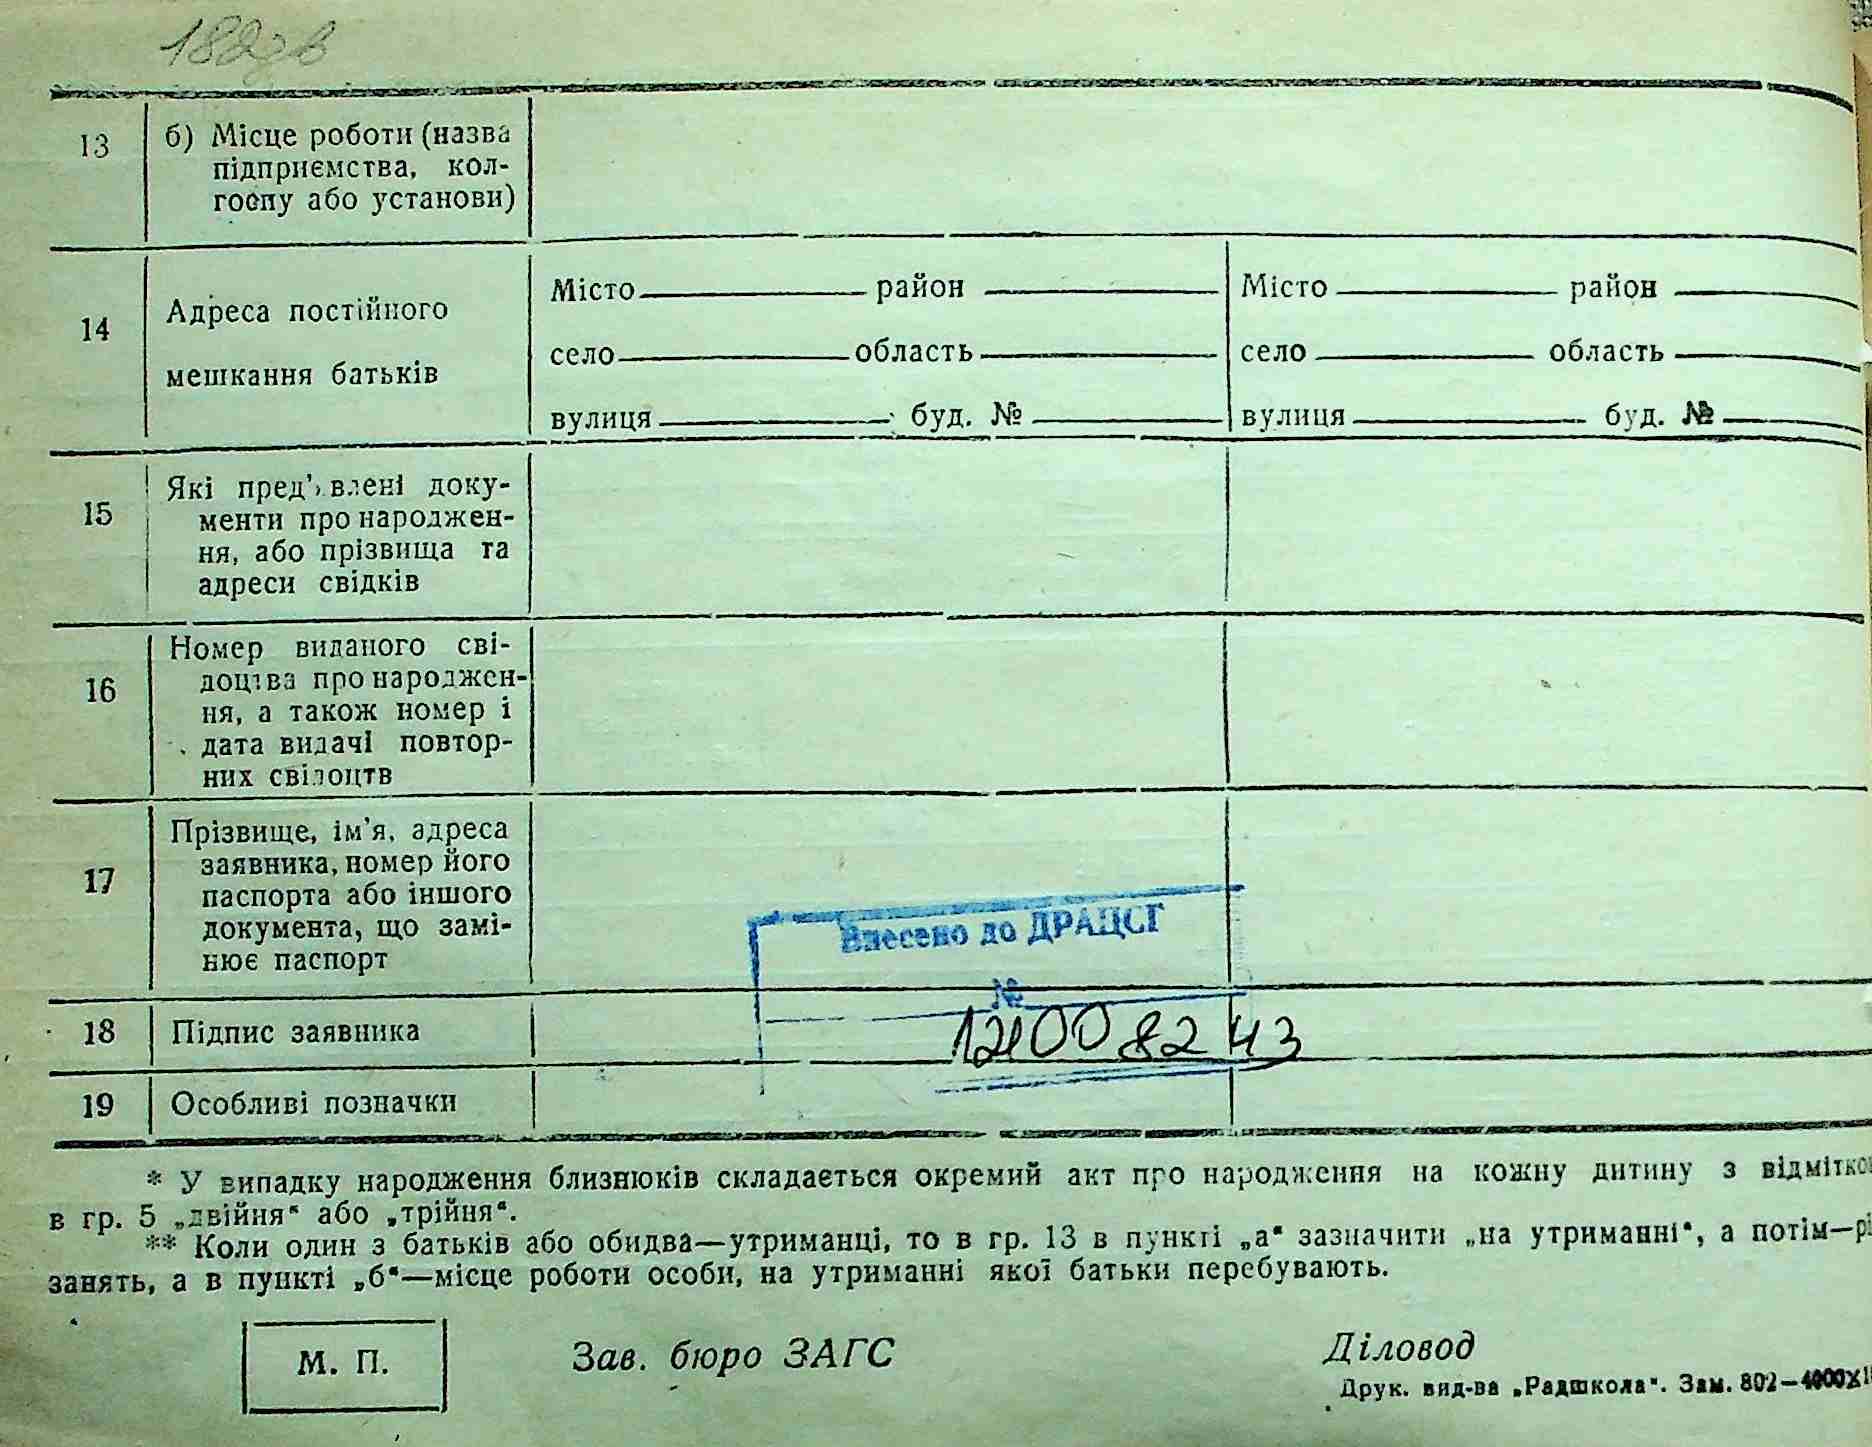 182зв
13 б) Місце роботи (назва
підприємства, кол-
госпу або установи)
14 Адреса постійного
мешкання батьків
Місто район
село область
вулиця буд. №
Місто район
село область
вулиця буд. №
15 Які пред'явлені доку-
менти про народжен-
ня, або прізвища та
адреси свідків
16 Номер виданого сві-
доцтва про народжен-
ня, а також номер і
дата видачі повтор-
них свідоцтв
17 Прізвище, ім'я, адреса
заявника, номер його
паспорта або іншого
документа, що замі-
нює паспорт
Внесено до ДРАЦСГ
№
18 Підпис заявника
19 Особливі позначки
* У випадку народження близнюків складається окремий акт про народження на кожну дитину з відмітко
в гр. 5 „двійня“ або „трійня“.
** Коли один з батьків або обидва—утриманці, то в гр. 13 в пункті „а“ зазначити „на утриманні“, а потім—рі
занять, а в пункті „б“—місце роботи особи, на утриманні якої батьки перебувають.
М. П.
Зав. бюро ЗАГС
Діловод
Друк. вид-ва „Радшкола“. Зам. 802—4000×1